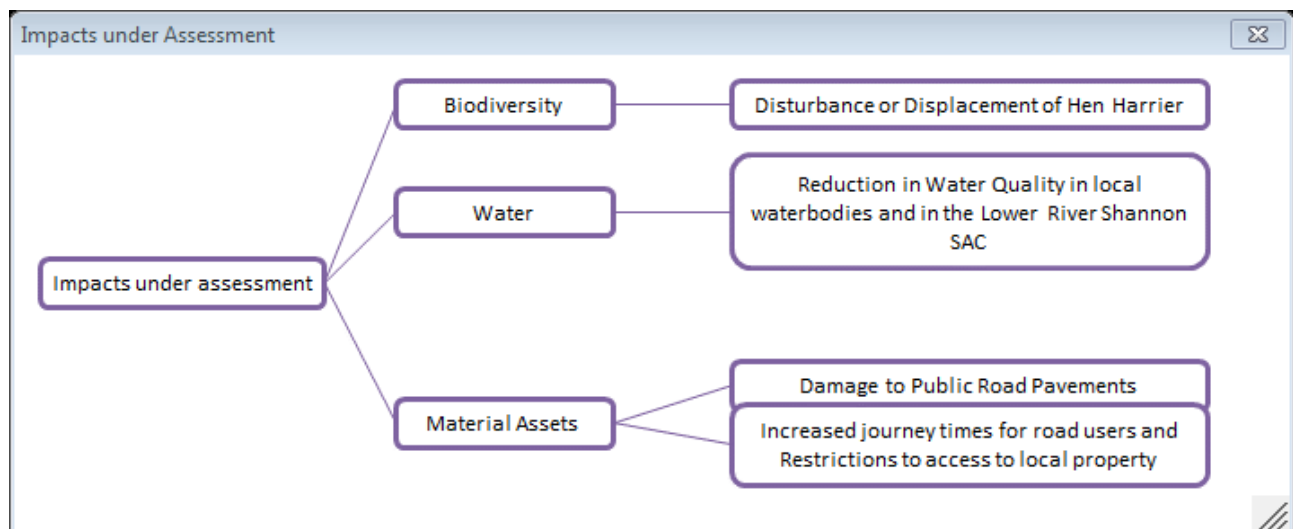 Impacts under Assessment
Biodiversity
Disturbance or Displacement of Hen Harrier
Water
Reduction in Water Quality in local
waterbodies and in the Lower River Shannon
SAC
Impacts under assessment
Material Assets
Damage to Public Road Pavements
Increased journey times for road users and
Restrictions to access to local property